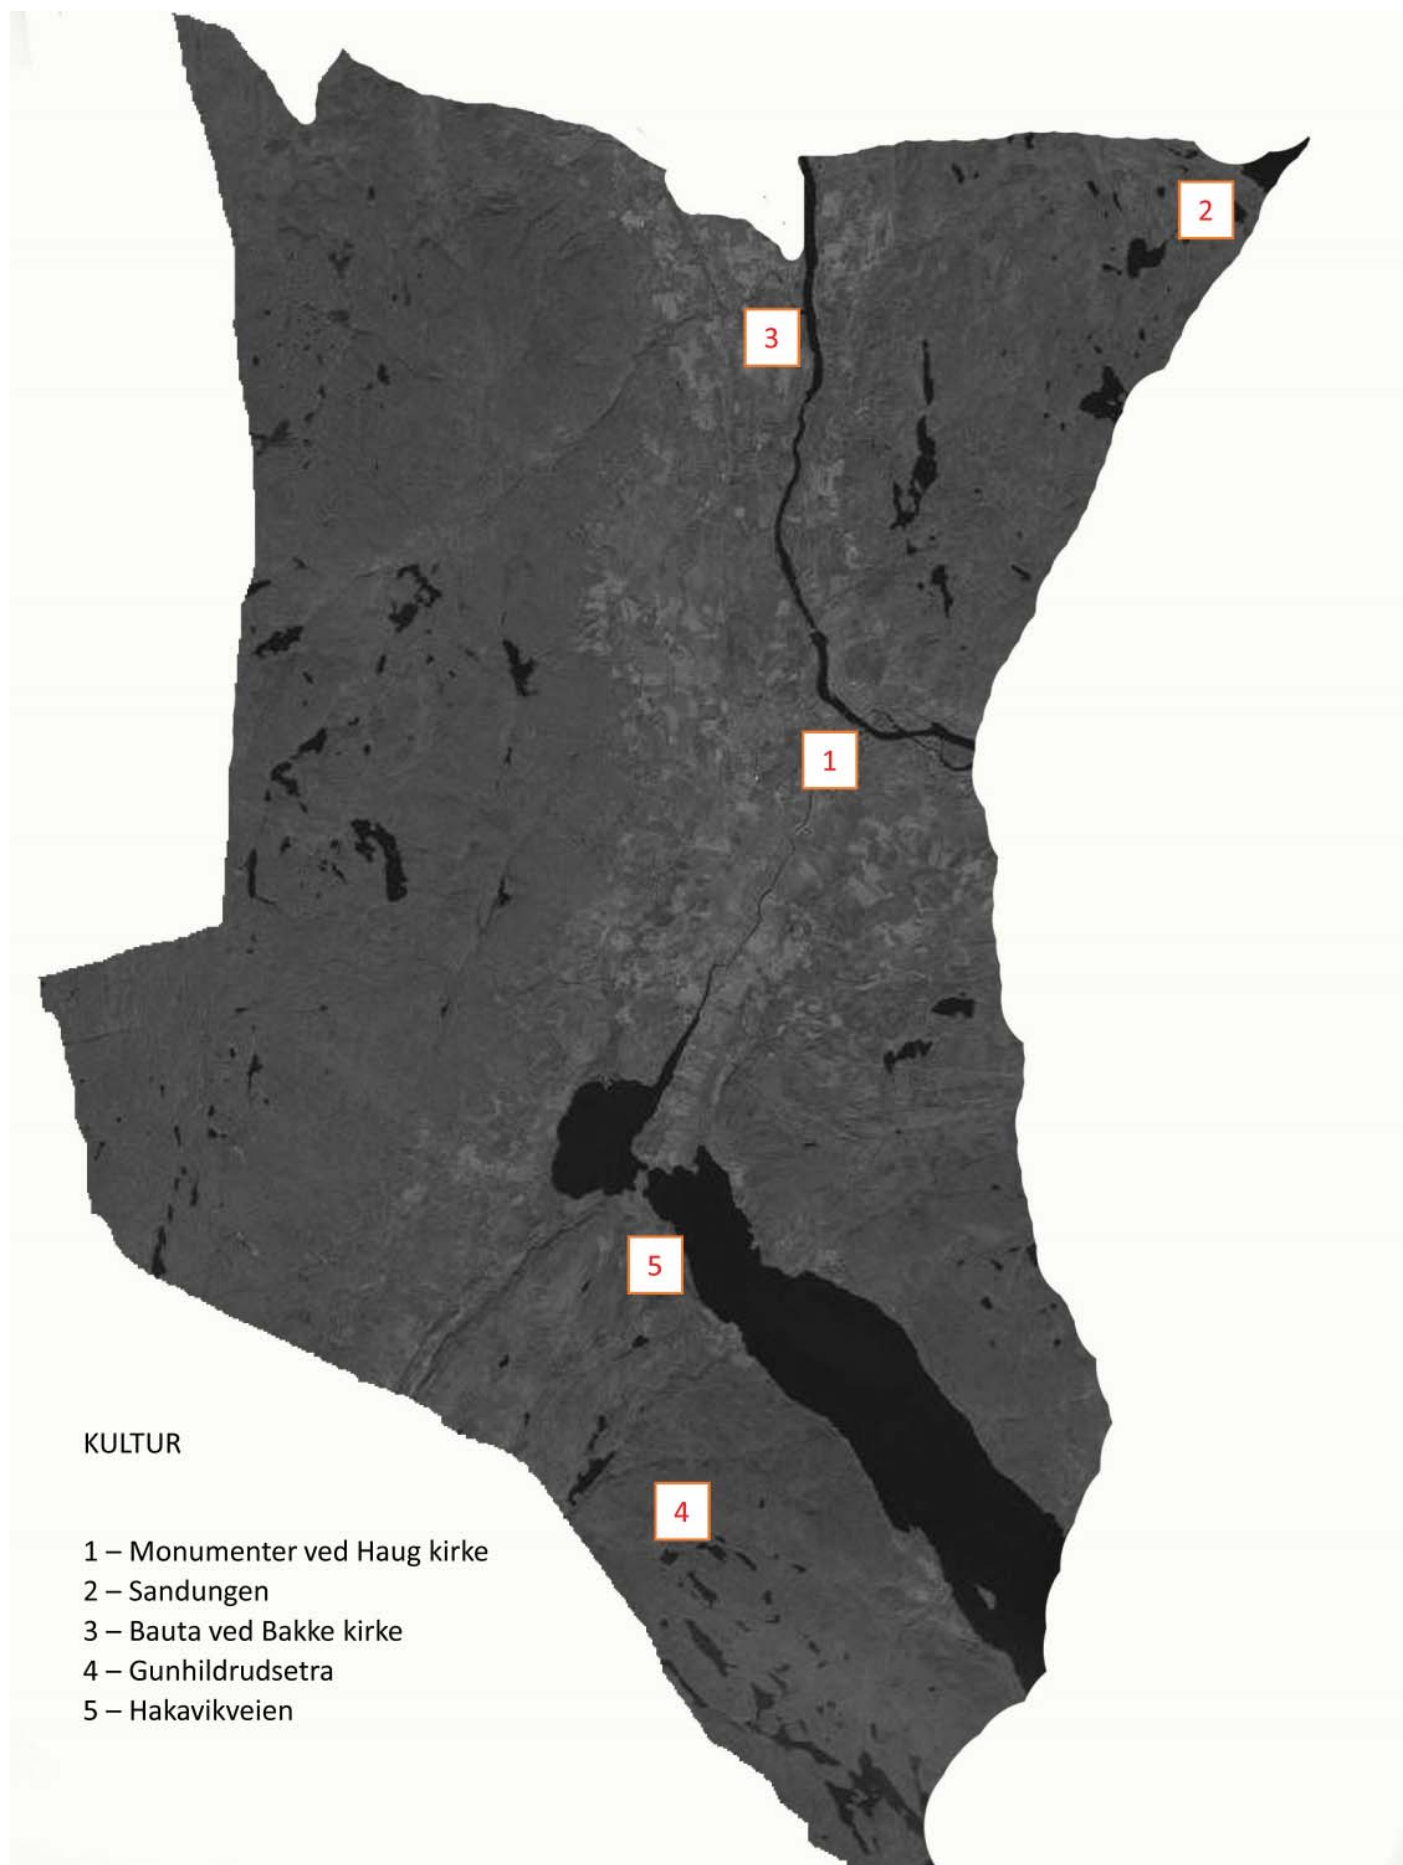 2
3
1
5
4
KULTUR
1 – Monumenter ved Haug kirke
2 – Sandungen
3 – Bauta ved Bakke kirke
4 – Gunhildrudsetra
5 – Hakavikveien